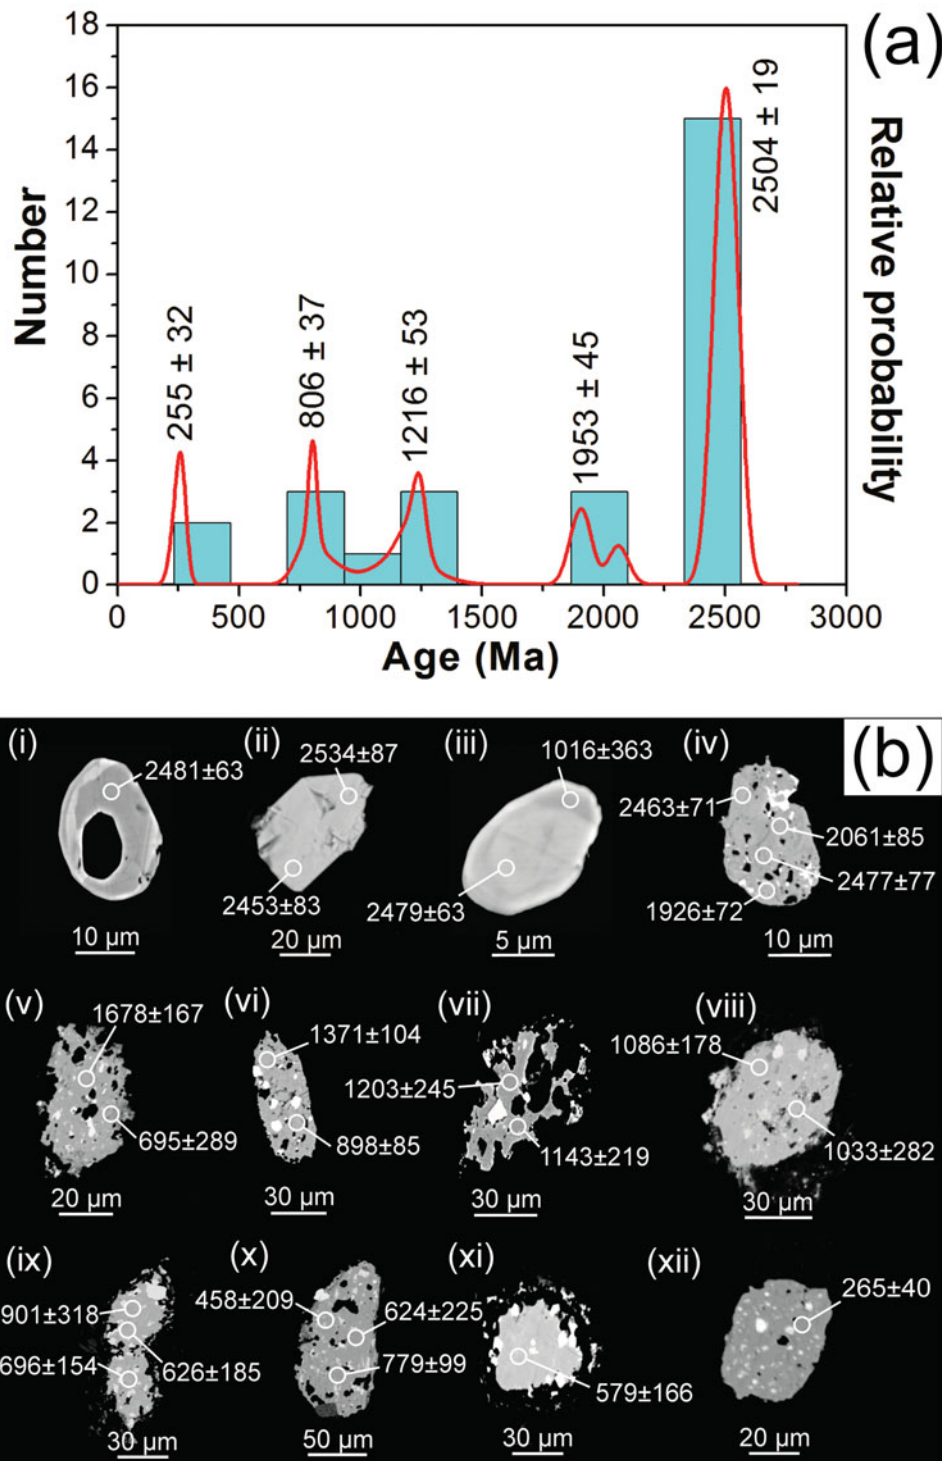 (a)
18
16
14
12
10
8
6
4
2
0
Number
255 ± 32
806 ± 37
1216 ± 53
1953 ± 45
2504 ± 19
Relative probability
0 500 1000 1500 2000 2500 3000
Age (Ma)
(b)
(i)
2481±63
10 µm
(ii)
2534±87
2453±83
20 µm
(iii)
1016±363
2479±63
5 µm
(iv)
2463±71
2061±85
2477±77
1926±72
10 µm
(v)
1678±167
695±289
20 µm
(vi)
1371±104
898±85
30 µm
(vii)
1203±245
1143±219
30 µm
(viii)
1086±178
1033±282
30 µm
(ix)
901±318
696±154
626±185
30 µm
(x)
458±209
624±225
779±99
50 µm
(xi)
579±166
30 µm
(xii)
265±40
20 µm